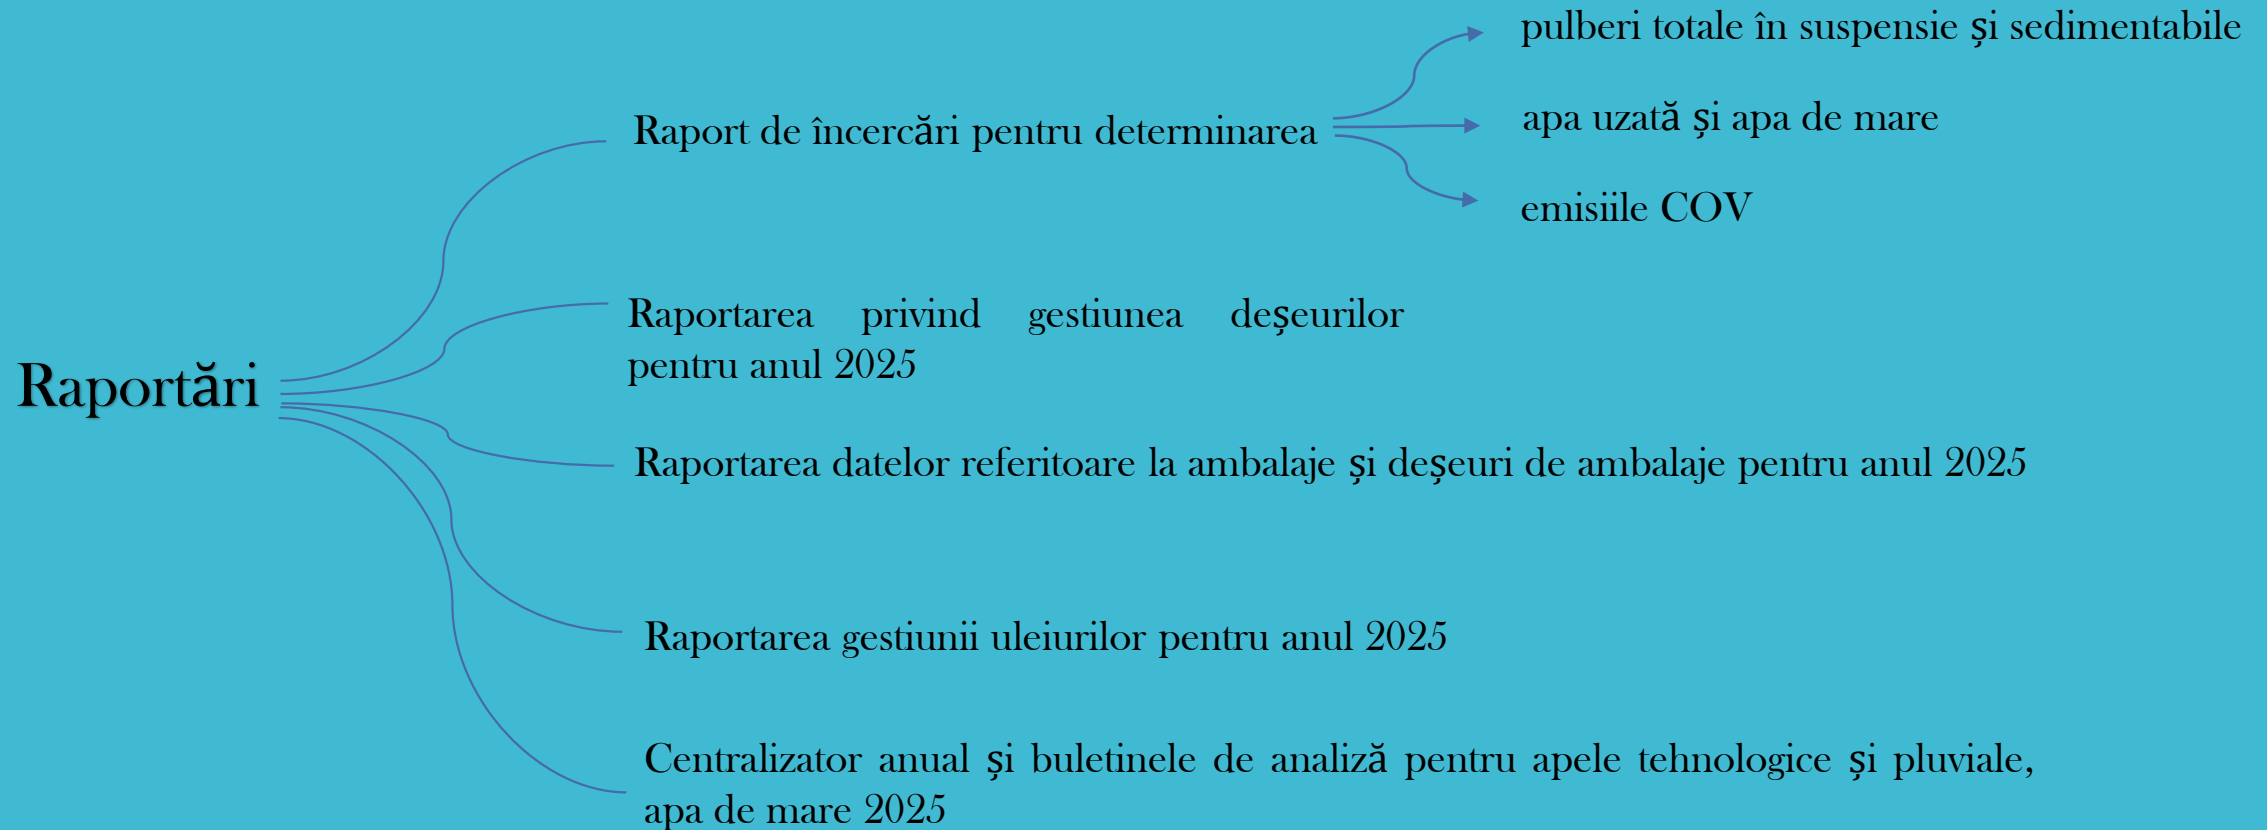 Raportări
Raport de încercări pentru determinarea
pulberi totale în suspensie și sedimentabile
apa uzată și apa de mare
emisiile COV
Raportarea privind gestiunea deșeurilor
pentru anul 2025
Raportarea datelor referitoare la ambalaje și deșeuri de ambalaje pentru anul 2025
Raportarea gestiunii uleiurilor pentru anul 2025
Centralizator anual și buletinele de analiză pentru apele tehnologice și pluviale,
apa de mare 2025